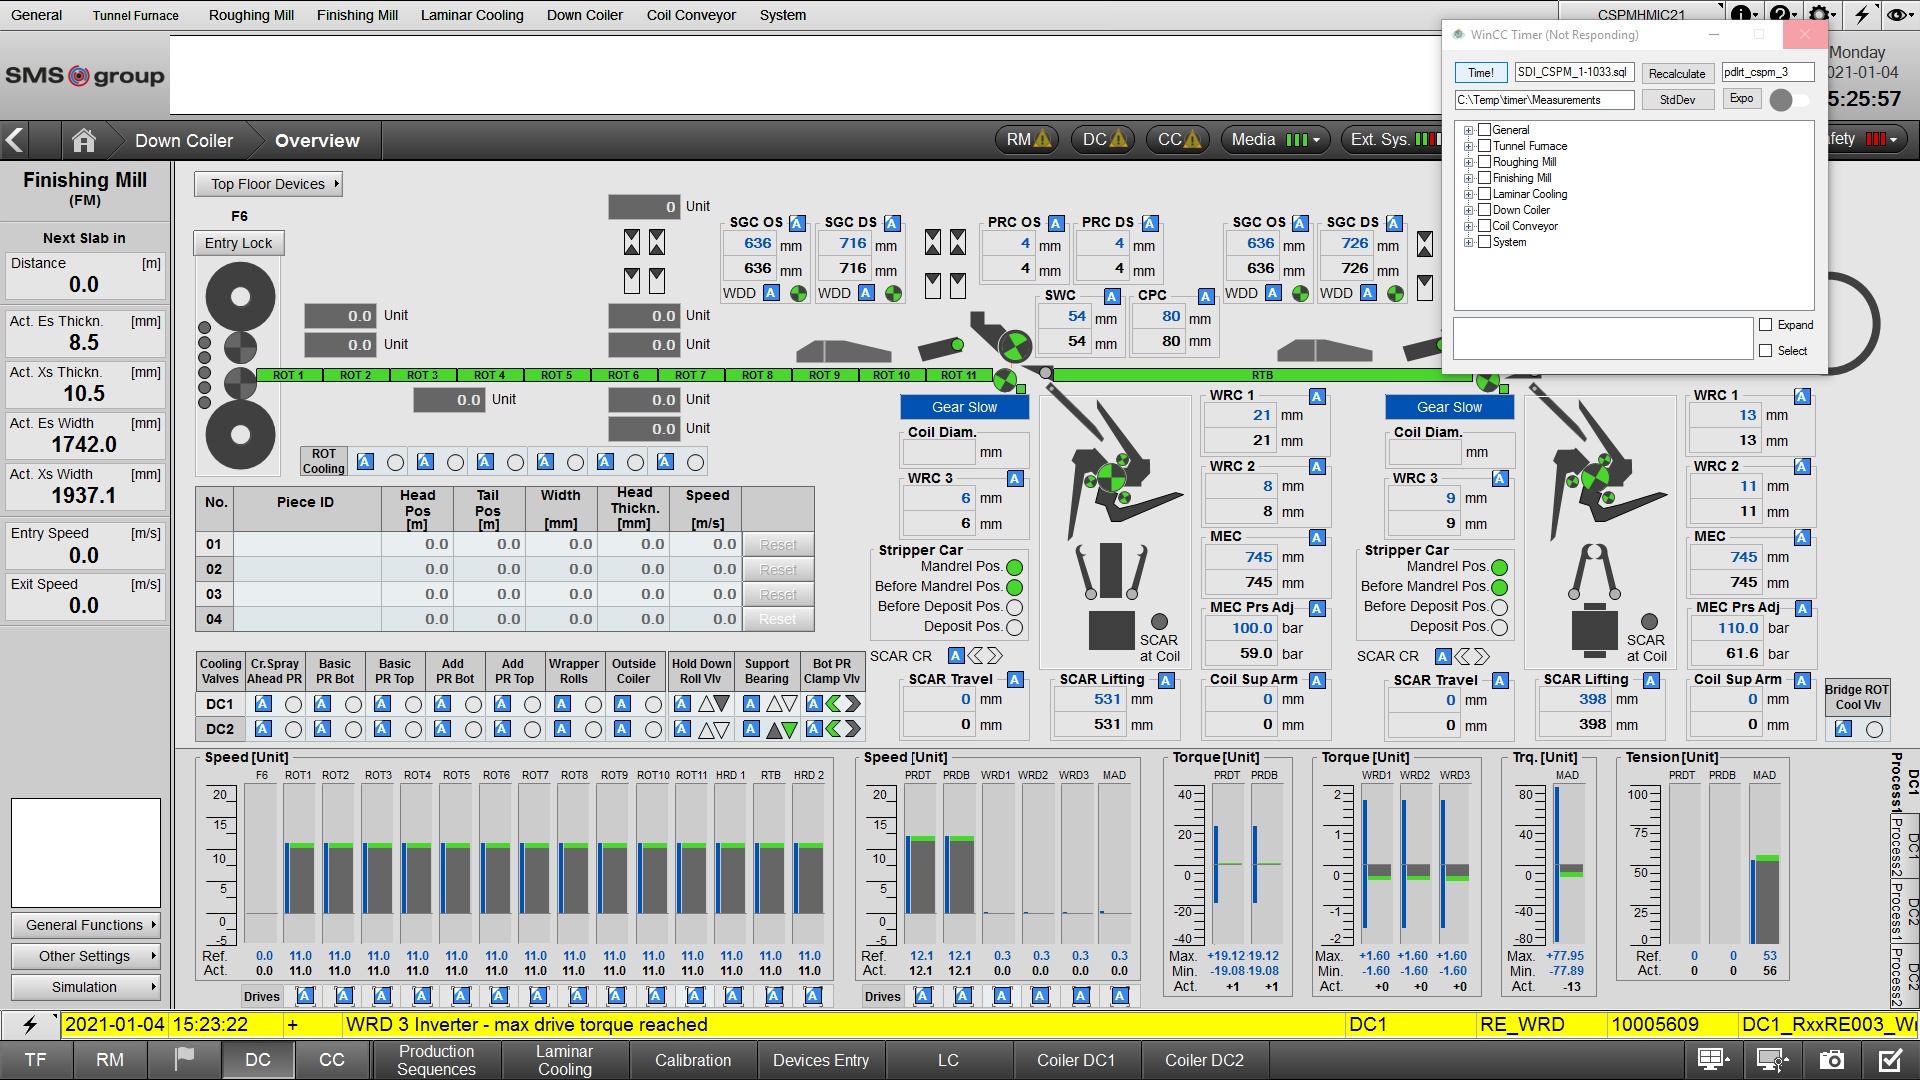 General Tunnel Furnace Roughing Mill Finishing Mill Laminar Cooling Down Coiler Coil Conveyor System CSPMHMIC21
WinCC Timer (Not Responding)
SMS group
Monday
021-01-04
5:25:57
Time! SDI_CSPM_1-1033.sql Recalculate pdlrt_cspm_3
C:\Temp\timer\Measurements StdDev Expo
General
Tunnel Furnace
Roughing Mill
Finishing Mill
Laminar Cooling
Down Coiler
Coil Conveyor
System
Expand
Select
Down Coiler Overview RM DC CC Media Ext. Sys. afety
Finishing Mill
(FM)
Next Slab in
Distance [m]
0.0
Act. Es Thickn. [mm]
8.5
Act. Xs Thickn. [mm]
10.5
Act. Es Width [mm]
1742.0
Act. Xs Width [mm]
1937.1
Entry Speed [m/s]
0.0
Exit Speed [m/s]
0.0
General Functions
Other Settings
Simulation
Top Floor Devices
F6
Entry Lock
0 Unit
0.0 Unit 0.0 Unit
0.0 Unit 0.0 Unit
0.0 Unit 0.0 Unit
0.0 Unit
SGC OS A SGC DS A PRC OS A PRC DS A SGC OS A SGC DS A
636 mm 716 mm 4 mm 4 mm 636 mm 726 mm
636 mm 716 mm 4 mm 4 mm 636 mm 726 mm
WDD A WDD A WDD A WDD A
SWC A CPC A
54 mm 80 mm
54 mm 80 mm
ROT 1 ROT 2 ROT 3 ROT 4 ROT 5 ROT 6 ROT 7 ROT 8 ROT 9 ROT 10 ROT 11 RTB
ROT
Cooling A A A A A A
No. Piece ID Head Pos [m] Tail Pos [m] Width [mm] Head Thickn. [mm] Speed [m/s]
01 0.0 0.0 0.0 0.0 0.0 Reset
02 0.0 0.0 0.0 0.0 0.0 Reset
03 0.0 0.0 0.0 0.0 0.0 Reset
04 0.0 0.0 0.0 0.0 0.0 Reset
Cooling Valves Cr.Spray Ahead PR Basic PR Bot Basic PR Top Add PR Bot Add PR Top Wrapper Rolls Outside Coiler Hold Down Roll Vlv Support Bearing Bot PR Clamp Vlv
DC1 A A A A A A A A A A
DC2 A A A A A A A A A A
Gear Slow
Coil Diam.
mm
WRC 3 A
6 mm
6 mm
Stripper Car
Mandrel Pos.
Before Mandrel Pos.
Before Deposit Pos.
Deposit Pos.
SCAR CR A
SCAR Travel A
0 mm
0 mm
SCAR
at Coil
SCAR Lifting A
531 mm
531 mm
WRC 1 A
21 mm
21 mm
WRC 2 A
8 mm
8 mm
MEC A
745 mm
745 mm
MEC Prs Adj A
100.0 bar
59.0 bar
Coil Sup Arm A
0 mm
0 mm
Gear Slow
Coil Diam.
mm
WRC 3 A
9 mm
9 mm
Stripper Car
Mandrel Pos.
Before Mandrel Pos.
Before Deposit Pos.
Deposit Pos.
SCAR CR A
SCAR Travel A
0 mm
0 mm
SCAR
at Coil
SCAR Lifting A
398 mm
398 mm
WRC 1 A
13 mm
13 mm
WRC 2 A
11 mm
11 mm
MEC A
745 mm
745 mm
MEC Prs Adj A
110.0 bar
61.6 bar
Coil Sup Arm A
0 mm
0 mm
Bridge ROT
Cool Vlv
A
Speed [Unit]
F6 ROT1 ROT2 ROT3 ROT4 ROT5 ROT6 ROT7 ROT8 ROT9 ROT10 ROT11 HRD 1 RTB HRD 2
20
15
10
5
0
-5
Ref. 0.0 11.0 11.0 11.0 11.0 11.0 11.0 11.0 11.0 11.0 11.0 11.0 11.0 11.0 11.0
Act. 0.0 11.0 11.0 11.0 11.0 11.0 11.0 11.0 11.0 11.0 11.0 11.0 11.0 11.0 11.0
Drives A A A A A A A A A A A A A A
Speed [Unit]
PRDT PRDB WRD1 WRD2 WRD3 MAD
20
15
10
5
0
-5
Ref. 12.1 12.1 0.3 0.3 0.3 0.3
Act. 12.1 12.1 0.0 0.0 0.0 0.0
Drives A A A A A A
Torque [Unit]
PRDT PRDB
40
20
0
-20
-40
Max. +19.12 19.12
Min. -19.08 19.08
Act. +1 +1
Torque [Unit]
WRD1 WRD2 WRD3
2
1
0
-1
-2
Max. +1.60 +1.60 +1.60
Min. -1.60 -1.60 -1.60
Act. +0 +0 +0
Trq. [Unit]
MAD
80
40
0
-40
-80
Max. +77.95
Min. -77.89
Act. -13
Tension [Unit]
PRDT PRDB MAD
100
75
50
25
0
Ref. 0 0 53
Act. 0 0 56
DC1 Process1
DC1 Process2
DC2 Process1
DC2 Process2
2021-01-04 15:23:22 + WRD 3 Inverter - max drive torque reached DC1 RE_WRD 10005609 DC1_RxxRE003_W
TF RM DC CC Production Sequences Laminar Cooling Calibration Devices Entry LC Coiler DC1 Coiler DC2